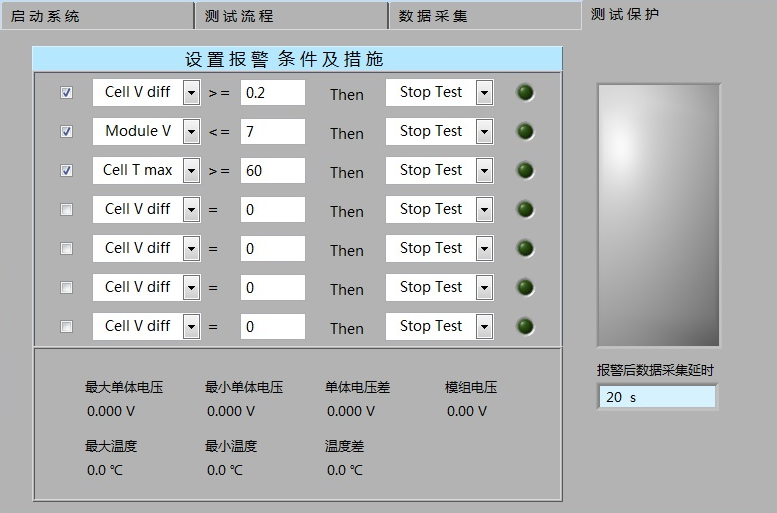 启动系统 测试流程 数据采集 测试保护
设置报警条件及措施
Cell V diff >= 0.2 Then Stop Test
Module V <= 7 Then Stop Test
Cell T max >= 60 Then Stop Test
Cell V diff = 0 Then Stop Test
Cell V diff = 0 Then Stop Test
Cell V diff = 0 Then Stop Test
Cell V diff = 0 Then Stop Test
报警后数据采集延时
20 s
最大单体电压 最小单体电压 单体电压差 模组电压
0.000 V 0.000 V 0.000 V 0.00 V
最大温度 最小温度 温度差
0.0 ℃ 0.0 ℃ 0.0 ℃